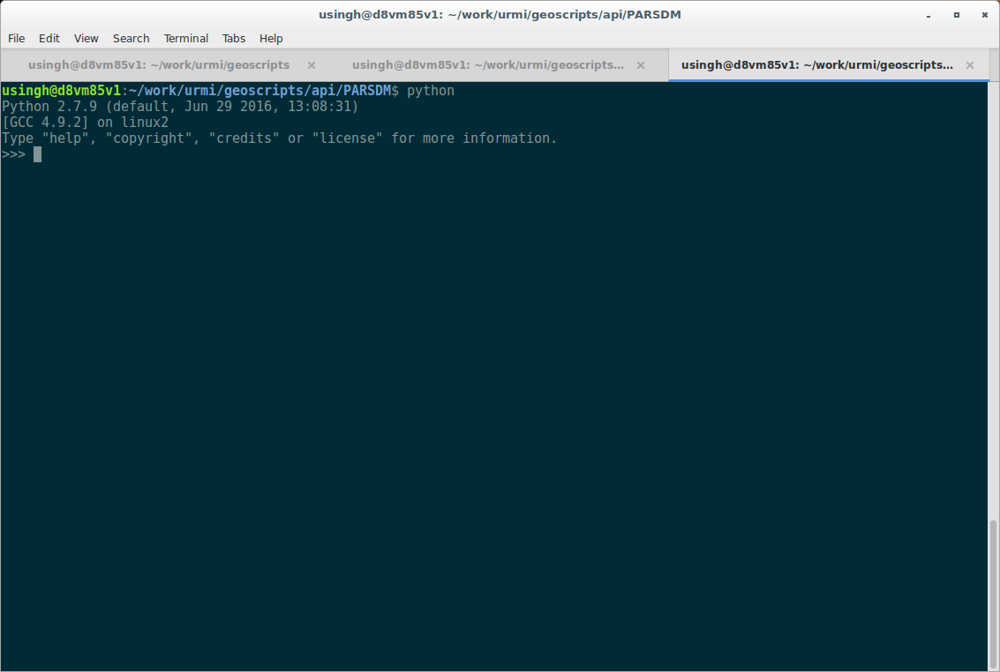 usingh@d8vm85v1: ~/work/urmi/geoscripts/api/PARSDM
File Edit View Search Terminal Tabs Help
usingh@d8vm85v1: ~/work/urmi/geoscripts usingh@d8vm85v1: ~/work/urmi/geoscripts... usingh@d8vm85v1: ~/work/urmi/geoscripts...
usingh@d8vm85v1:~/work/urmi/geoscripts/api/PARSDM$ python
Python 2.7.9 (default, Jun 29 2016, 13:08:31)
[GCC 4.9.2] on linux2
Type "help", "copyright", "credits" or "license" for more information.
>>>